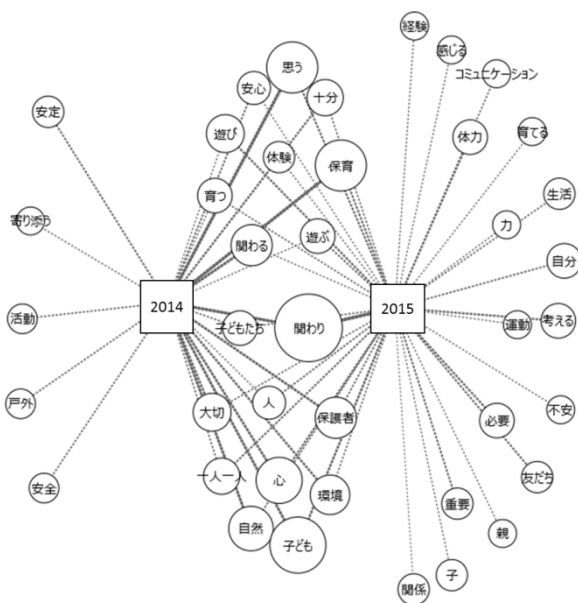 経験
感じる
コミュニケーション
思う
安心
十分
安定
遊び
体力
育てる
体験
保育
育つ
生活
寄り添う
力
関わる
遊ぶ
自分
2014
2015
活動
子どもたち
関わり
運動
考える
戸外
大切
人
保護者
必要
不安
一人一人
心
友だち
安全
環境
重要
自然
親
子ども
子
関係